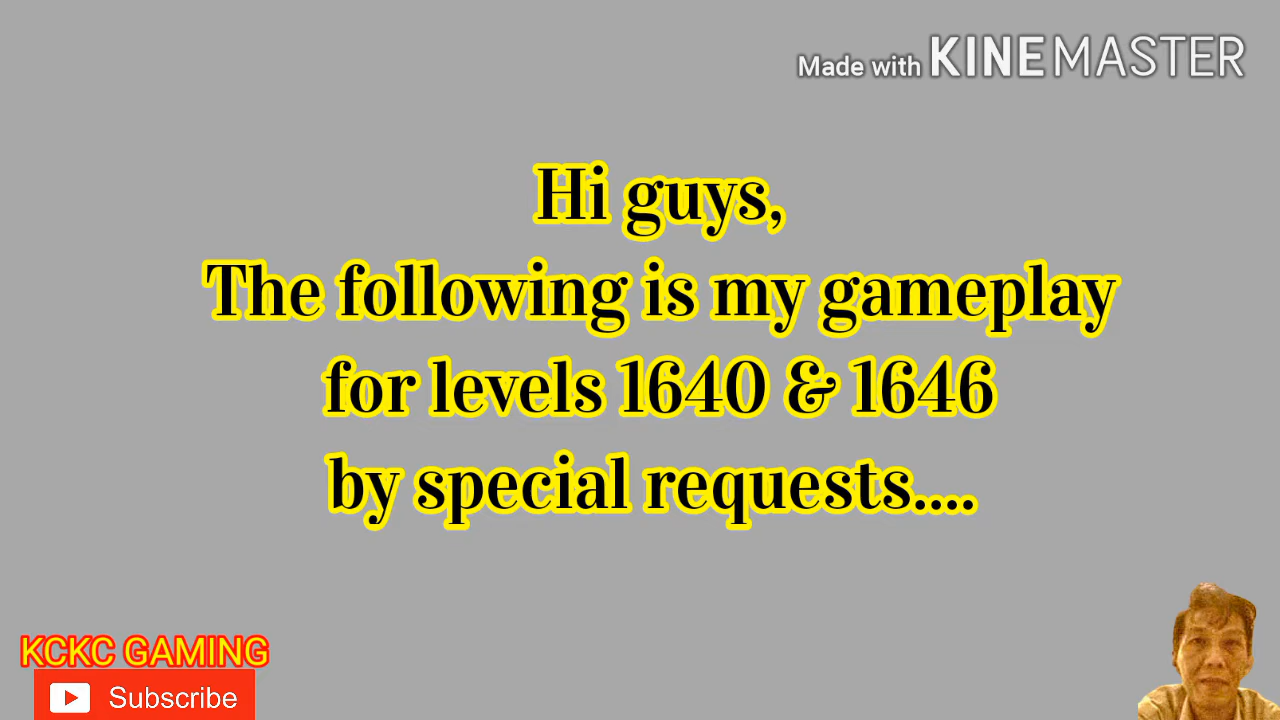 Made with KINEMASTER
Hi guys,
The following is my gameplay
for levels 1640 & 1646
by special requests....
KCKC GAMING
Subscribe